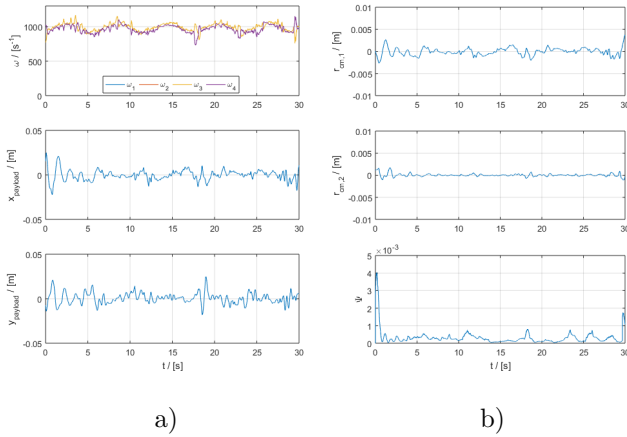 1000
500
0
ω / [s⁻¹]
ω₁ ω₂ ω₃ ω₄
0 5 10 15 20 25 30
0.05
0
-0.05
x_payload / [m]
0 5 10 15 20 25 30
0.05
0
-0.05
y_payload / [m]
0 5 10 15 20 25 30
t / [s]
a)
0.01
0.005
0
-0.005
-0.01
r_cm,1 / [m]
0 5 10 15 20 25 30
0.01
0.005
0
-0.005
-0.01
r_cm,2 / [m]
0 5 10 15 20 25 30
×10⁻³
5
4
3
2
1
0
Ψ
0 5 10 15 20 25 30
t / [s]
b)